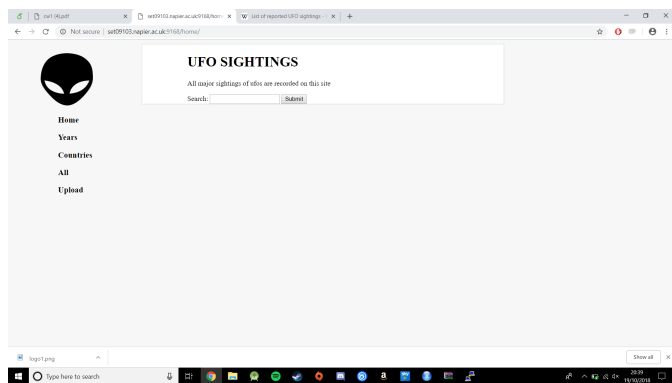 cw1 (4).pdf
set09103.napier.ac.uk:9168/hom
List of reported UFO sightings -
Not secure | set09103.napier.ac.uk:9168/home/
UFO SIGHTINGS
All major sightings of ufos are recorded on this site
Search:
Submit
Home
Years
Countries
All
Upload
logo1.png
Show all
Type here to search
20:39
19/10/2018